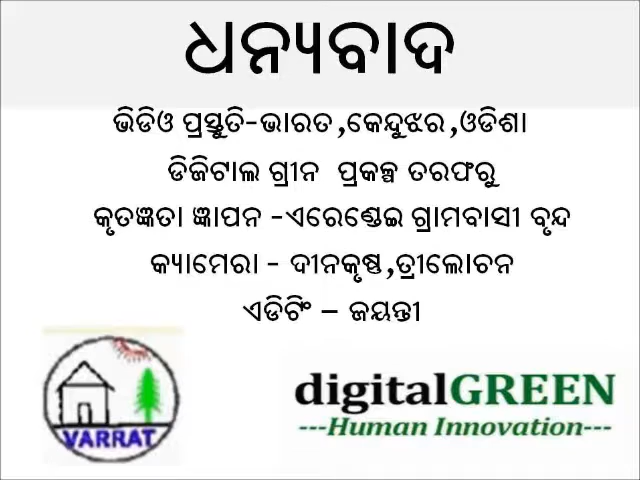 ଧନ୍ୟବାଦ
ଭିଡିଓ ପ୍ରସ୍ତୁତି-ଭାରତ,କେନ୍ଦୁଝର,ଓଡିଶା
ଡିଜିଟାଲ ଗ୍ରୀନ ପ୍ରକଳ୍ପ ତରଫରୁ
କୃତଜ୍ଞତା ଜ୍ଞାପନ -ଏରେଣ୍ଡେଇ ଗ୍ରାମବାସୀ ବୃନ୍ଦ
କ୍ୟାମେରା - ଦୀନକୃଷ୍ଣ,ତ୍ରୀଲୋଚନ
ଏଡିଟିଂ – ଜୟନ୍ତୀ
VARRAT
digitalGREEN
---Human Innovation---